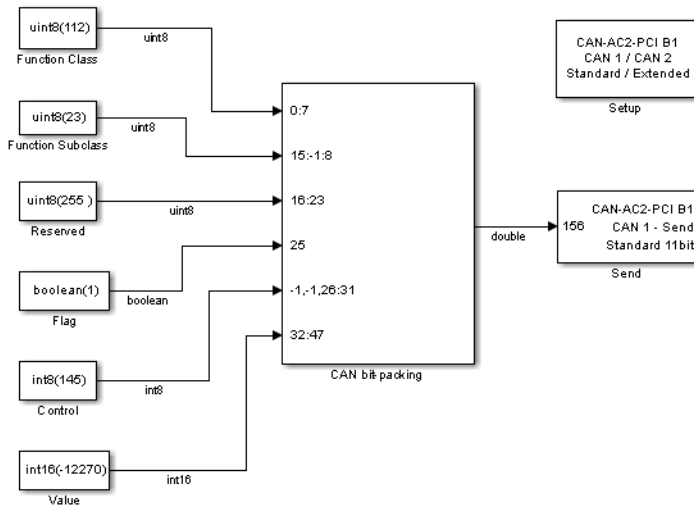 uint8(112)
Function Class
uint8
uint8(23)
Function Subclass
uint8
uint8(255 )
Reserved
uint8
boolean(1)
Flag
boolean
int8(145)
Control
int8
int16(-12270)
Value
int16
0:7
15:-1:8
16:23
25
-1,-1,26:31
32:47
CAN bit-packing
double
CAN-AC2-PCI B1
CAN 1 / CAN 2
Standard / Extended
Setup
156
CAN-AC2-PCI B1
CAN 1 - Send
Standard 11bit
Send